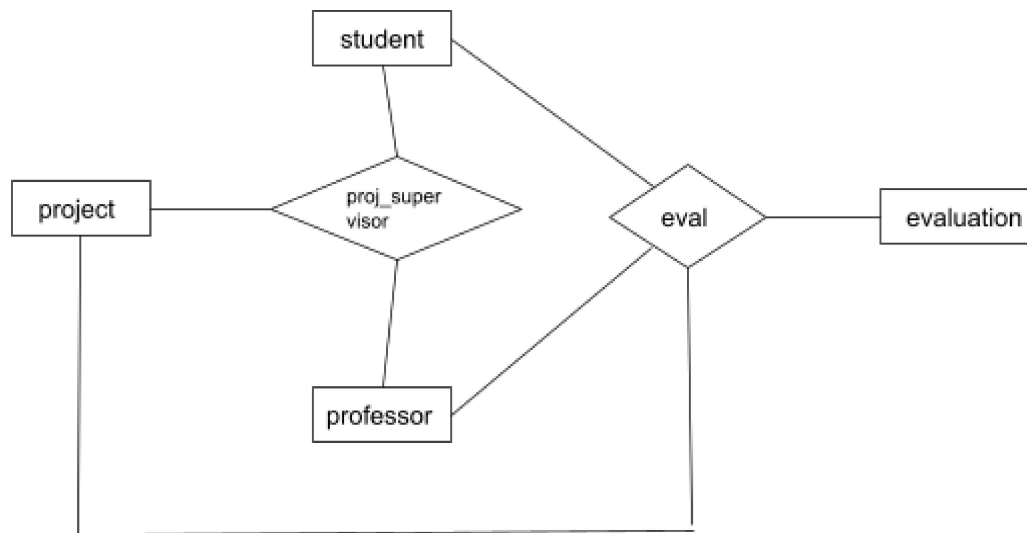 student
project
proj_super
visor
eval
evaluation
professor